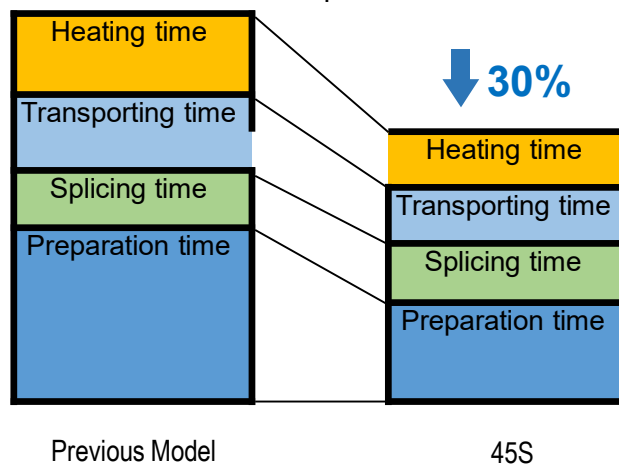 Heating time
Transporting time
Splicing time
Preparation time
30%
Heating time
Transporting time
Splicing time
Preparation time
Previous Model
45S